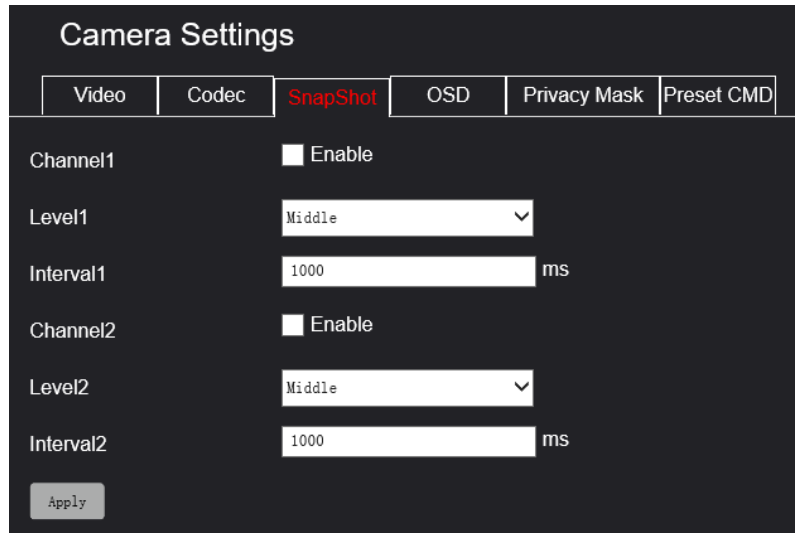 Camera Settings
Video Codec SnapShot OSD Privacy Mask Preset CMD
Channel1 Enable
Level1 Middle
Interval1 1000 ms
Channel2 Enable
Level2 Middle
Interval2 1000 ms
Apply